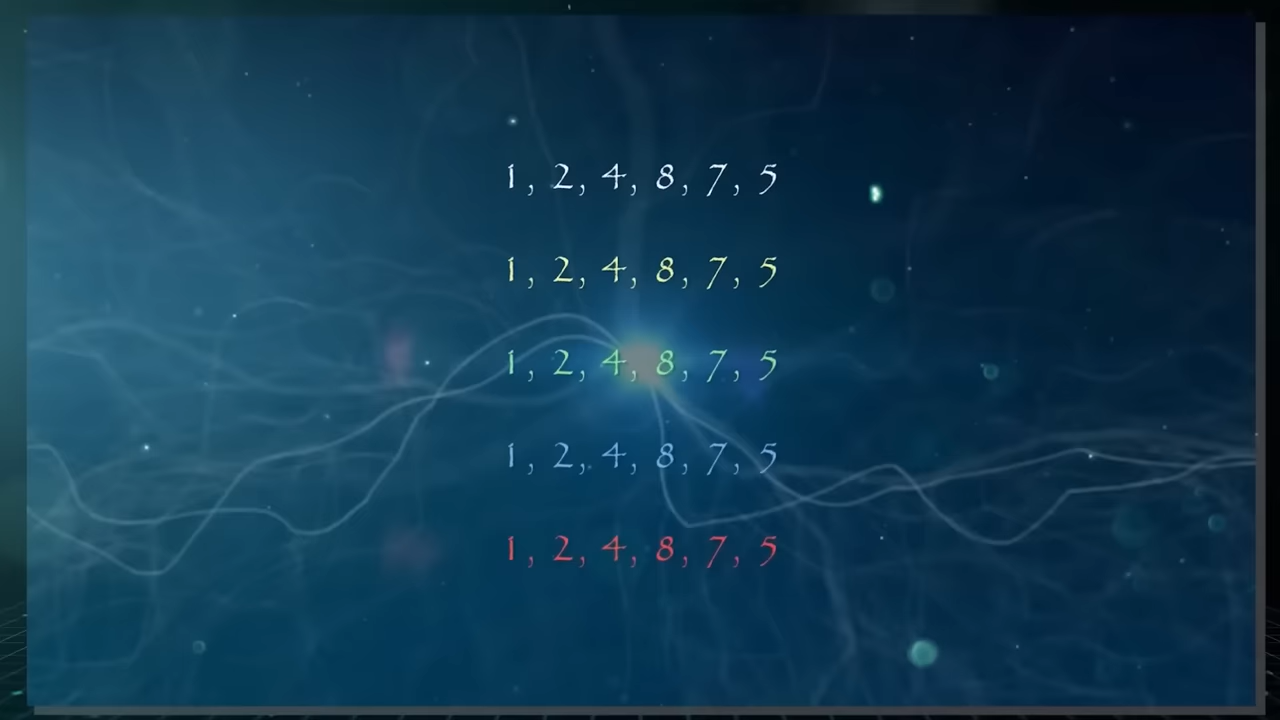 1, 2, 4, 8, 7, 5
1, 2, 4, 8, 7, 5
1, 2, 4, 8, 7, 5
1, 2, 4, 8, 7, 5
1, 2, 4, 8, 7, 5